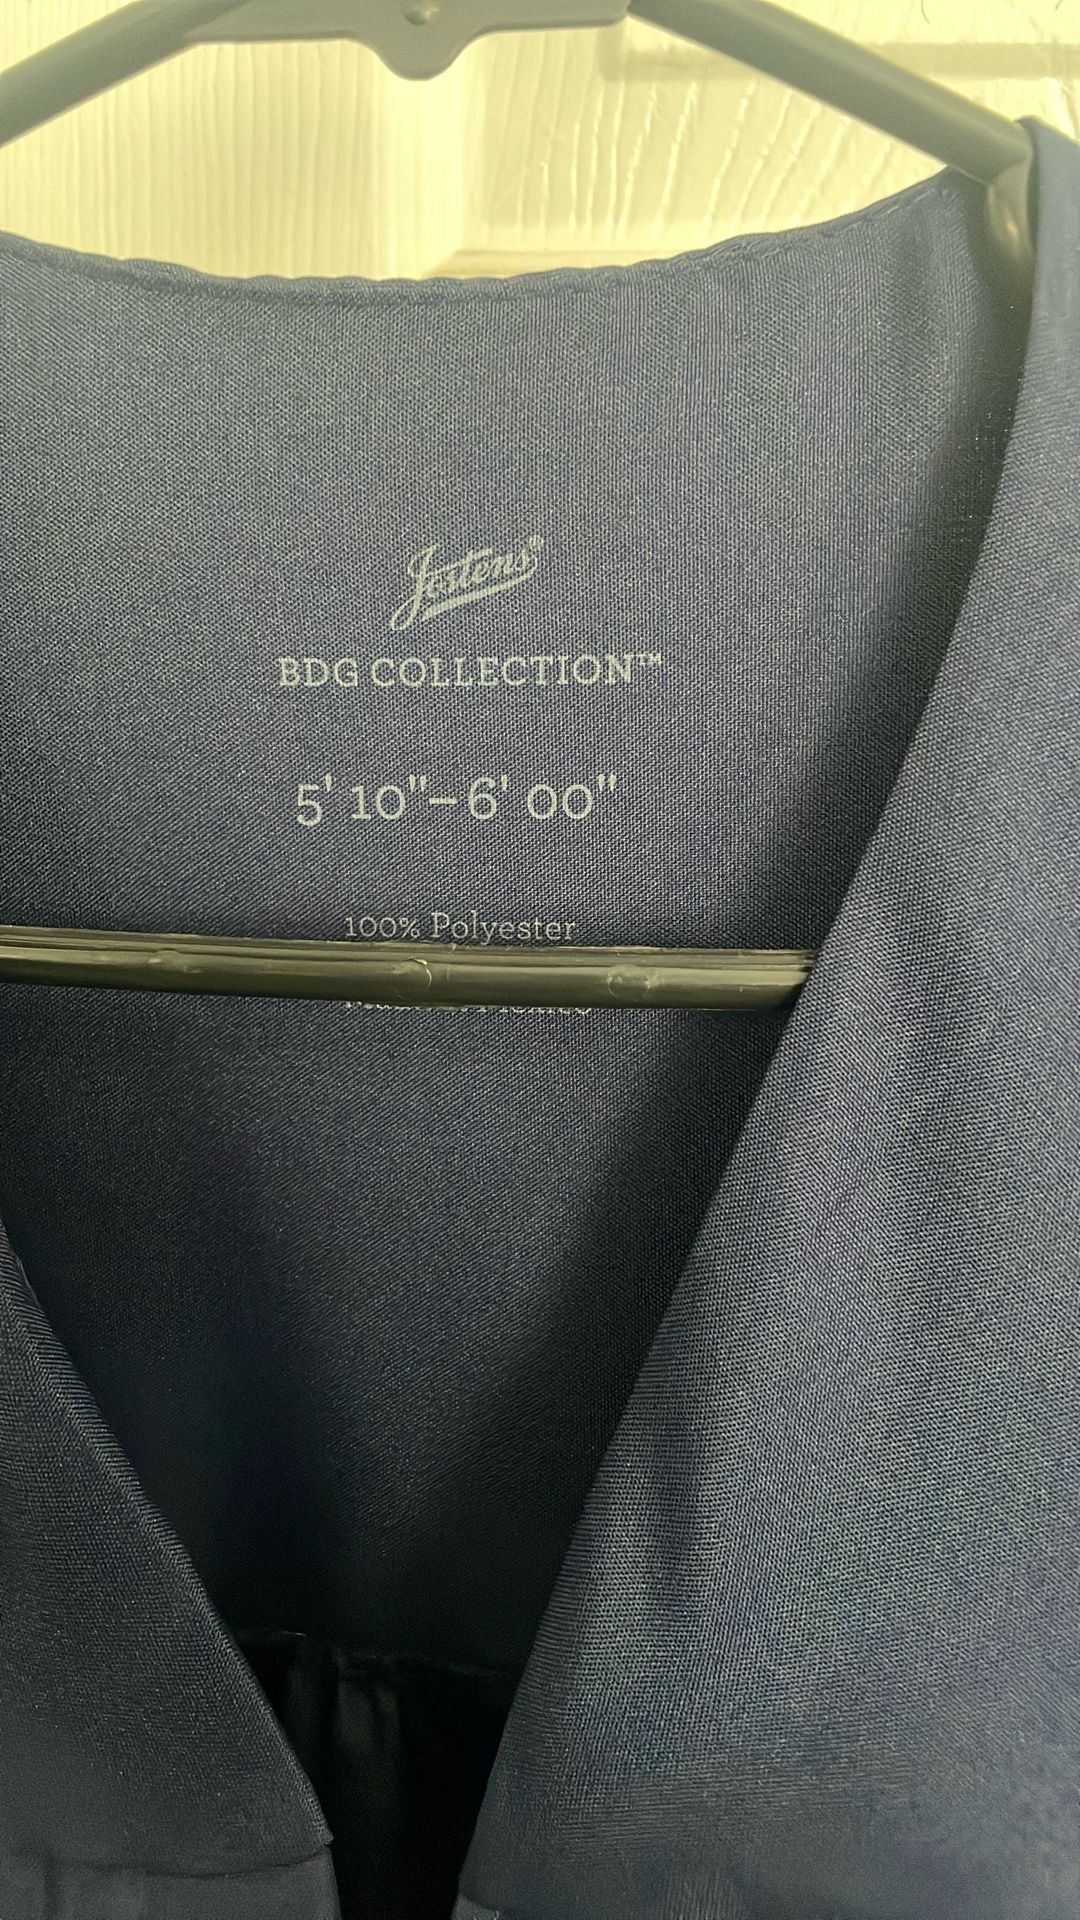 Jostens®
BDG COLLECTION™
5' 10"–6' 00"
100% Polyester